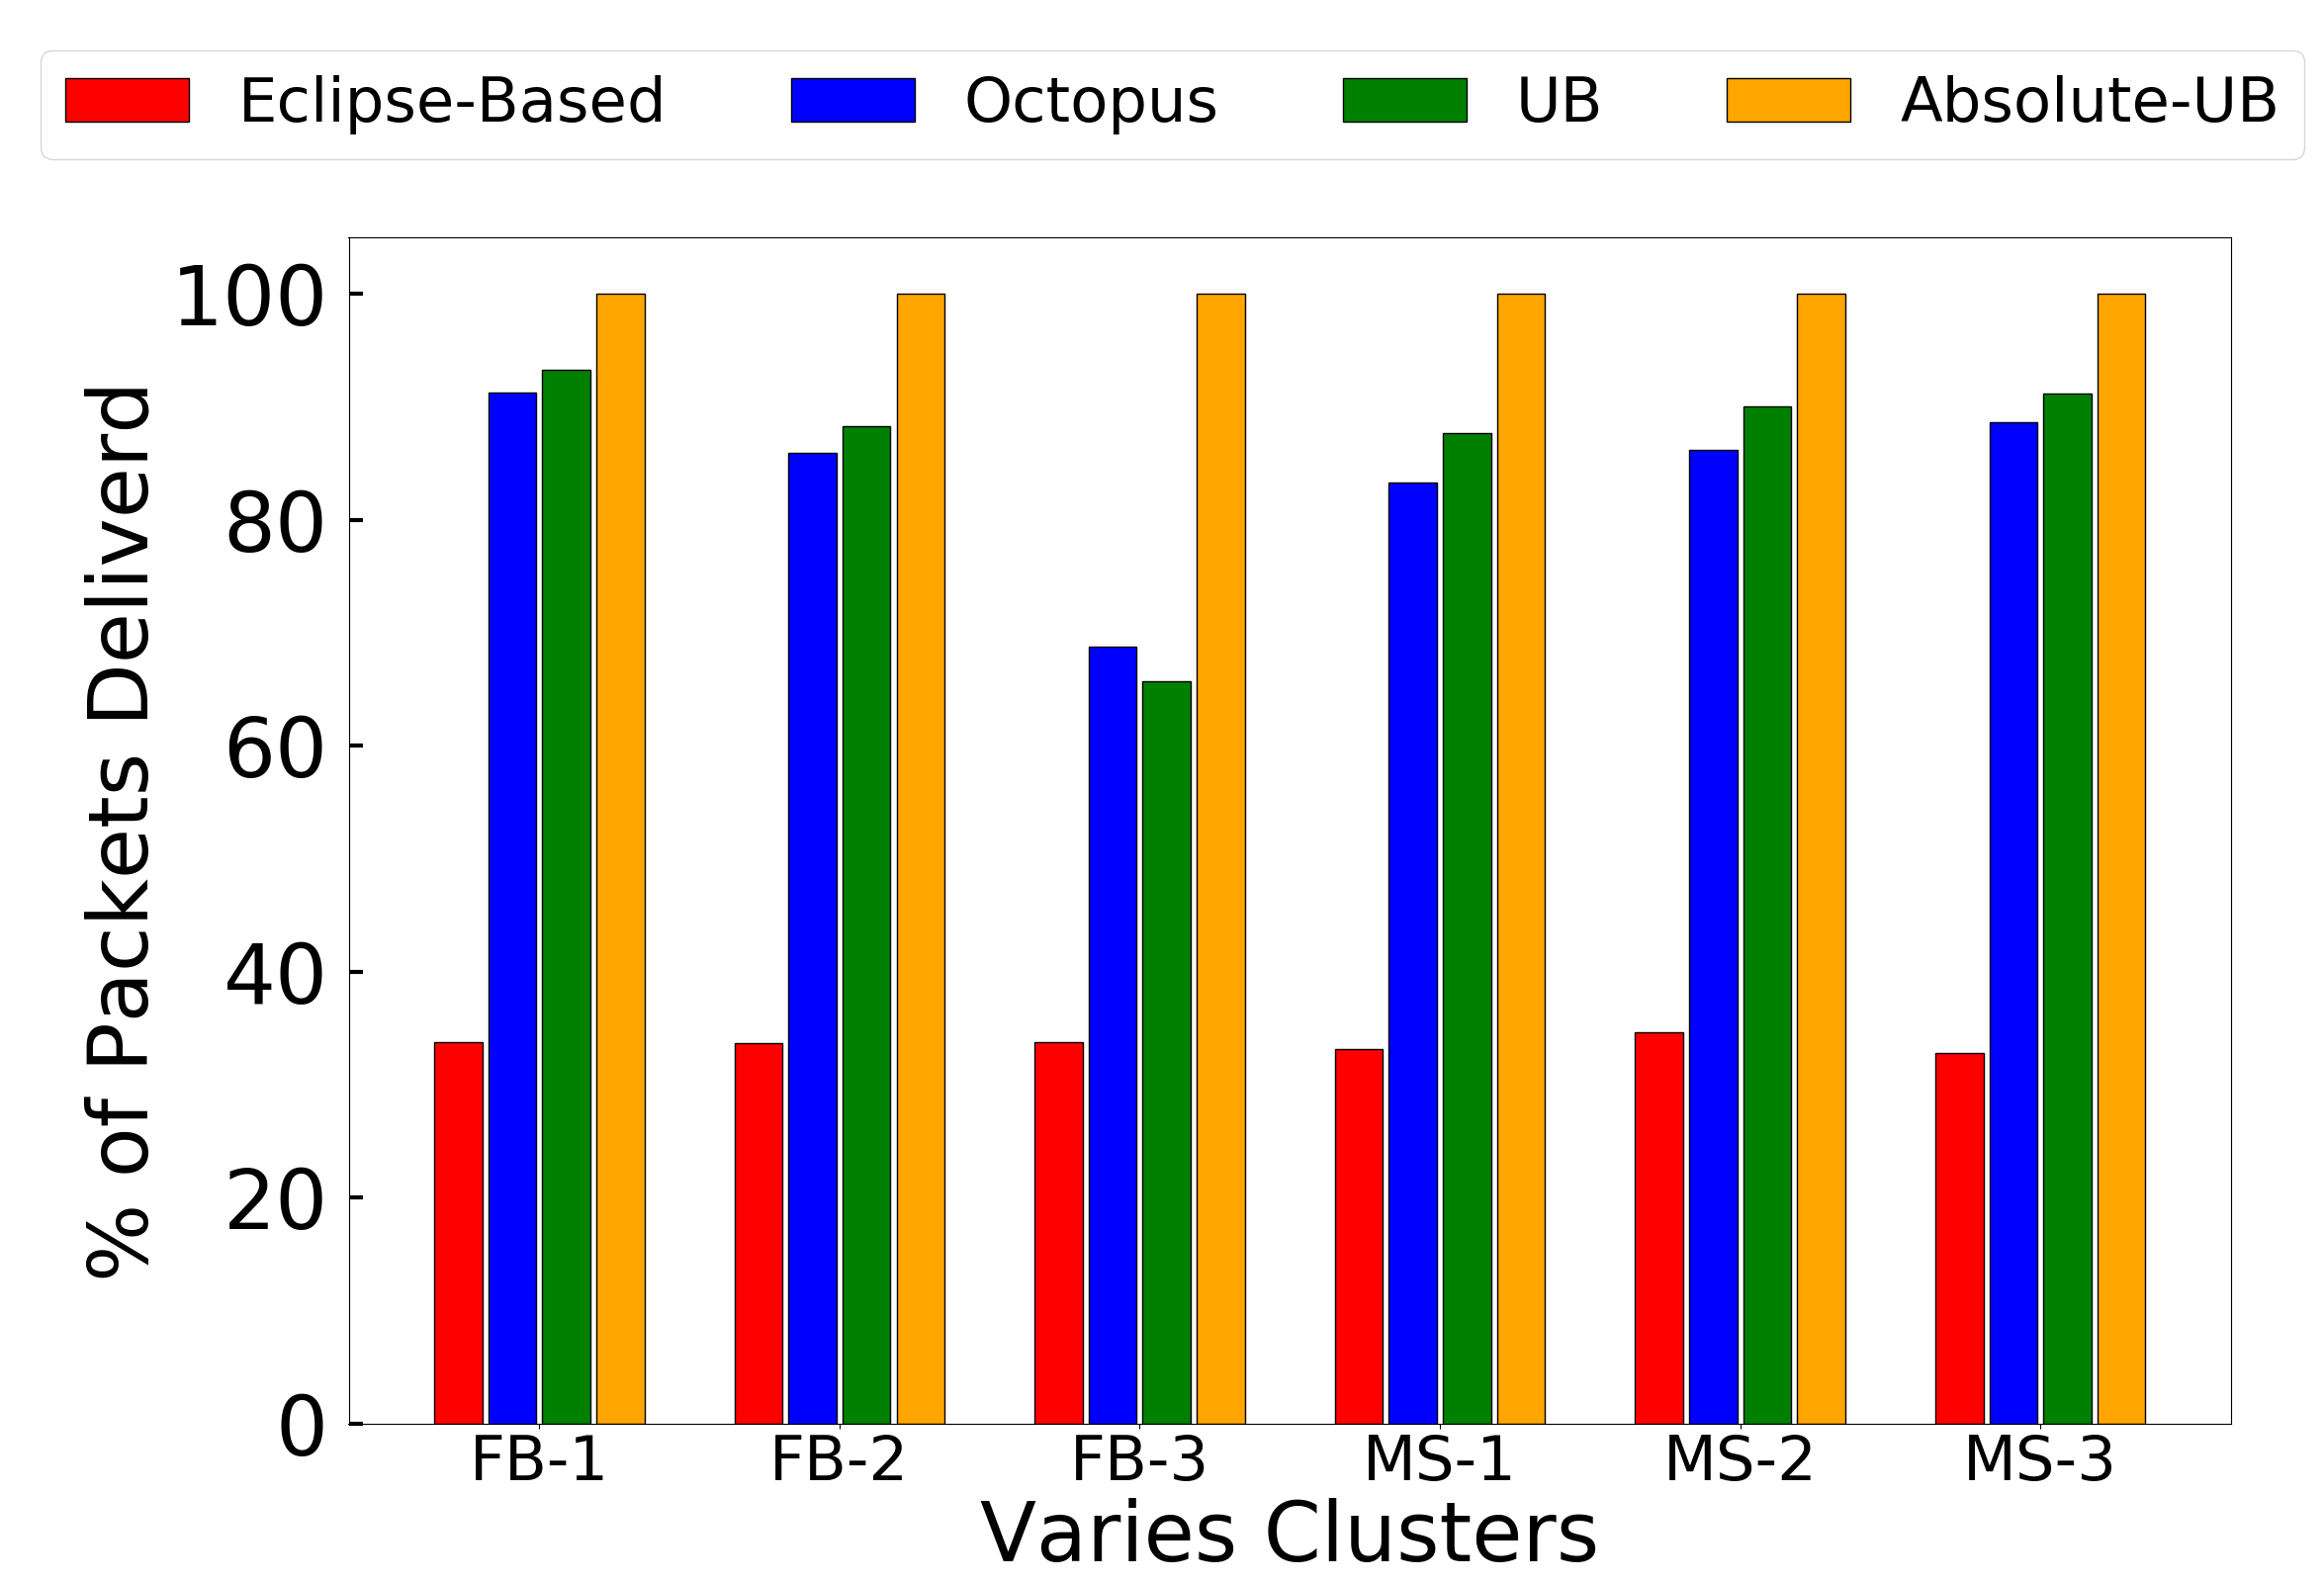 Eclipse-Based Octopus UB Absolute-UB
% of Packets Deliverd
100
80
60
40
20
0
FB-1 FB-2 FB-3 MS-1 MS-2 MS-3
Varies Clusters